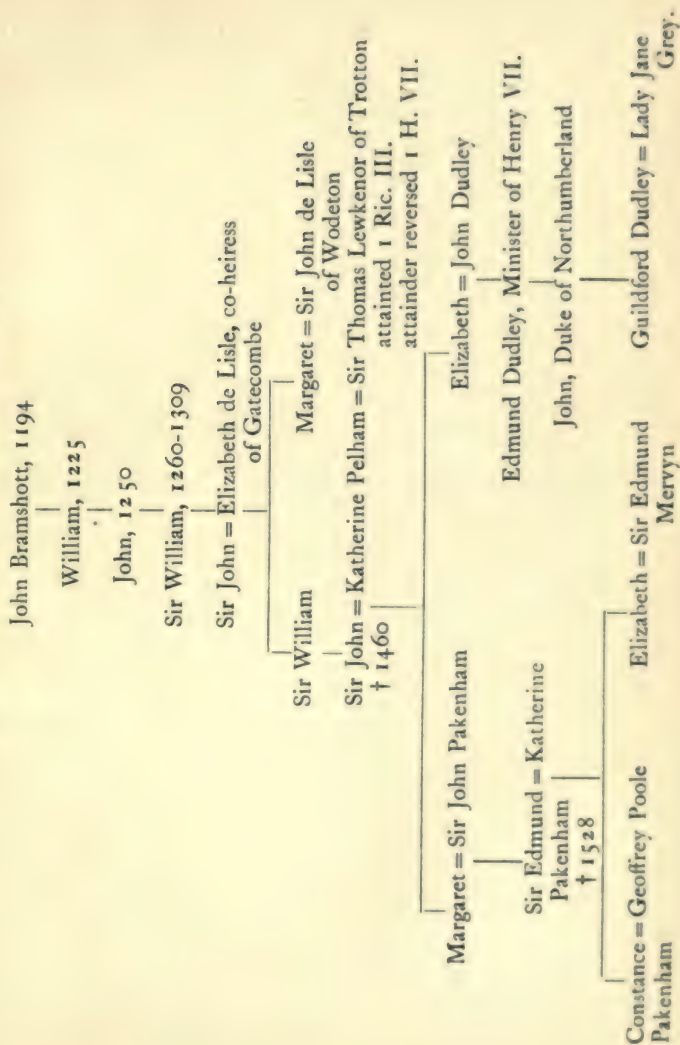 John Bramshott, 1194
William, 1225
John, 1250
Sir William, 1260-1309
Sir John = Elizabeth de Lisle, co-heiress
of Gatecombe
Sir William
Margaret = Sir John de Lisle
of Wodeton
Sir John = Katherine Pelham = Sir Thomas Lewkenor of Trotton
† 1460
attainted 1 Ric. III.
attainder reversed 1 H. VII.
Margaret = Sir John Pakenham
Elizabeth = John Dudley
Sir Edmund = Katherine
Pakenham
† 1528
Edmund Dudley, Minister of Henry VII.
John, Duke of Northumberland
Constance = Geoffrey Poole
Pakenham
Elizabeth = Sir Edmund
Mervyn
Guildford Dudley = Lady Jane
Grey.